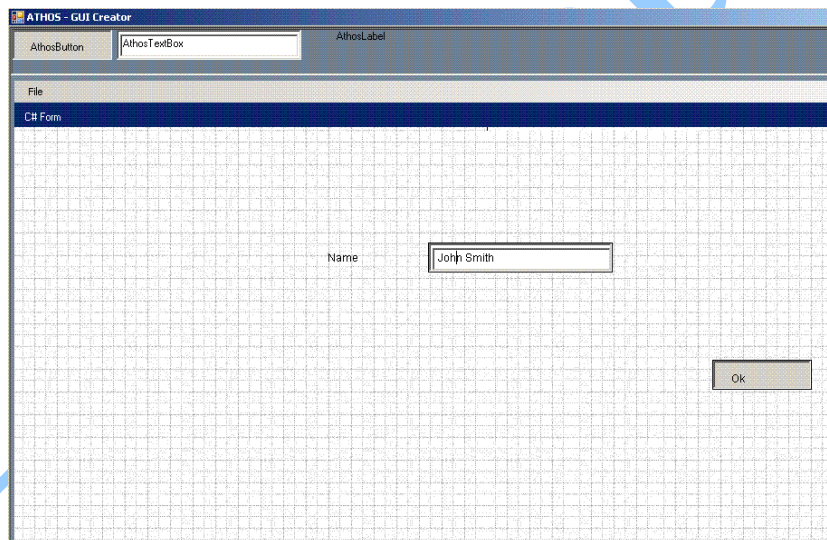 ATHOS - GUI Creator
AthosButton
AthosTextBox
AthosLabel
File
C# Form
Name
John Smith
Ok